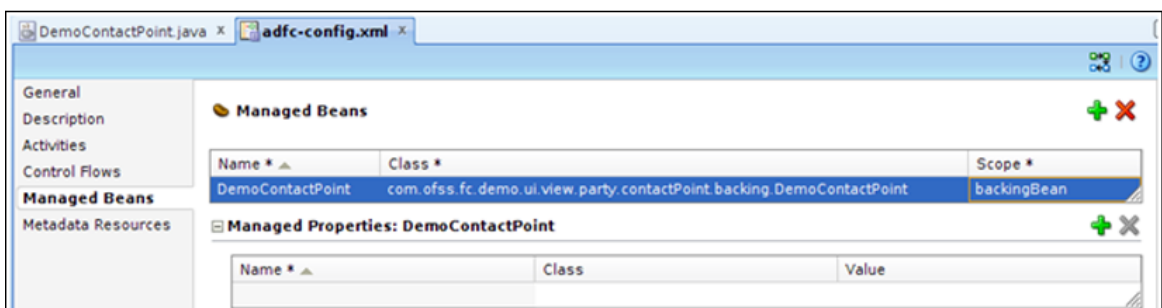 DemoContactPoint.java x adfc-config.xml x
General
Description
Activities
Control Flows
Managed Beans
Metadata Resources
Managed Beans
Name * Class * Scope *
DemoContactPoint com.ofss.fc.demo.ui.view.party.contactPoint.backing.DemoContactPoint backingBean
Managed Properties: DemoContactPoint
Name * Class Value